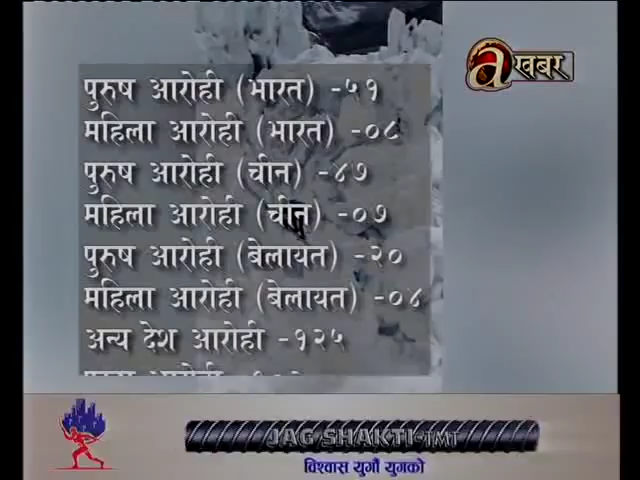 a खबर
पुरुष आरोही (भारत) -५१
महिला आरोही (भारत) -०८
पुरुष आरोही (चीन) -४७
महिला आरोही (चीन) -०७
पुरुष आरोही (बेलायत) -२०
महिला आरोही (बेलायत) -०४
अन्य देश आरोही -१२५
JAG SHAKTI-TMT
विश्वास युगौं युगको